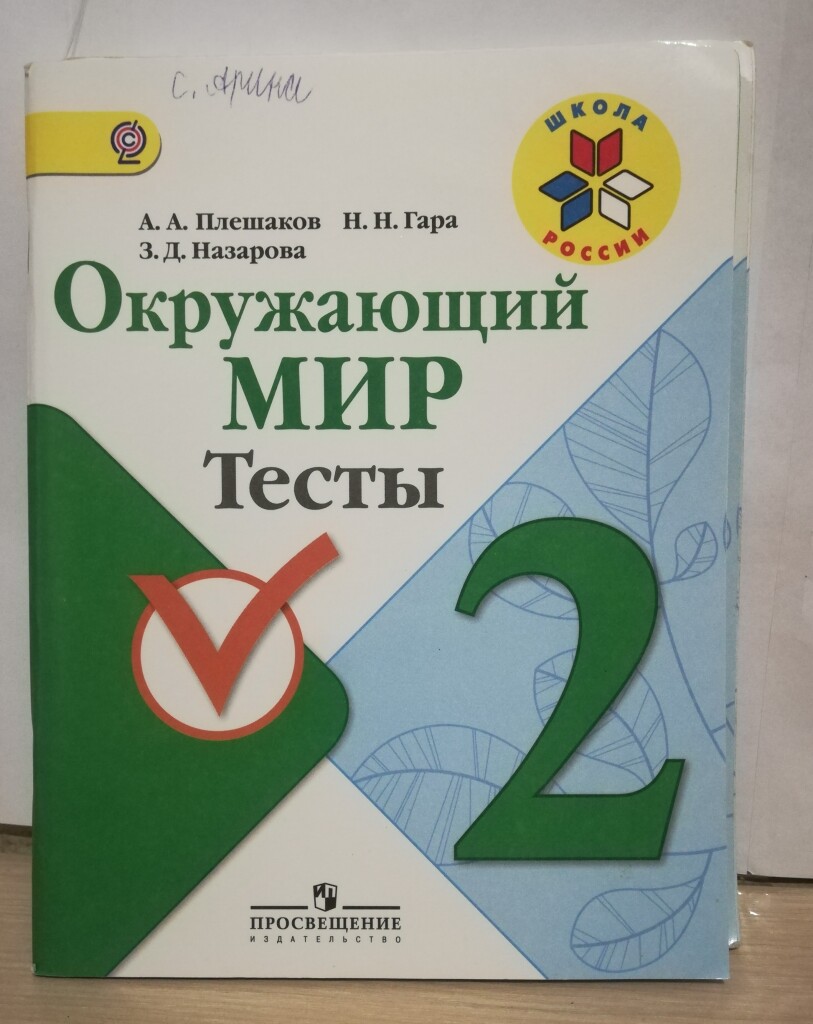 С. Арина
ШКОЛА
РОССИИ
А. А. Плешаков Н. Н. Гара
З. Д. Назарова
Окружающий
МИР
Тесты
2
ПРОСВЕЩЕНИЕ
ИЗДАТЕЛЬСТВО